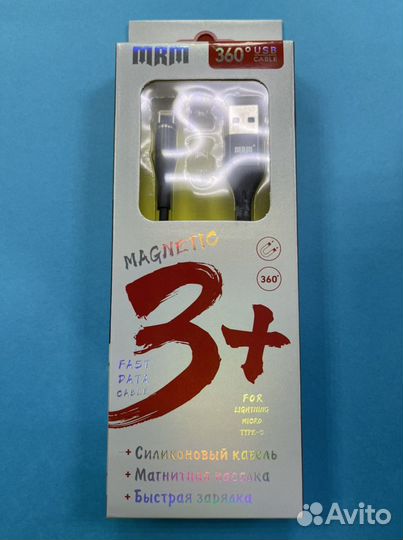 MRM
360° USB
CABLE
MRM
MAGNETIC
360°
3+
FAST
DATA
CABLE
FOR
LIGHTNING
MICRO
TYPE-C
+ Силиконовый кабель
+ Магнитная насадка
+ Быстрая зарядка
Avito